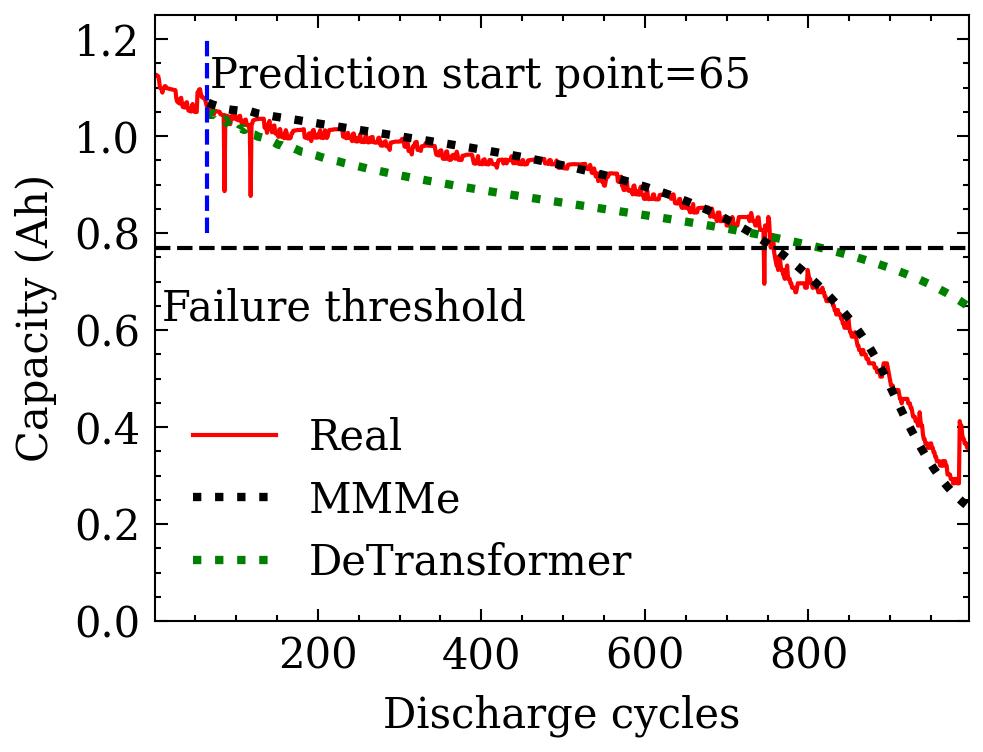 1.2
1.0
0.8
0.6
0.4
0.2
0.0
Capacity (Ah)
Prediction start point=65
Failure threshold
Real
MMMe
DeTransformer
200
400
600
800
Discharge cycles